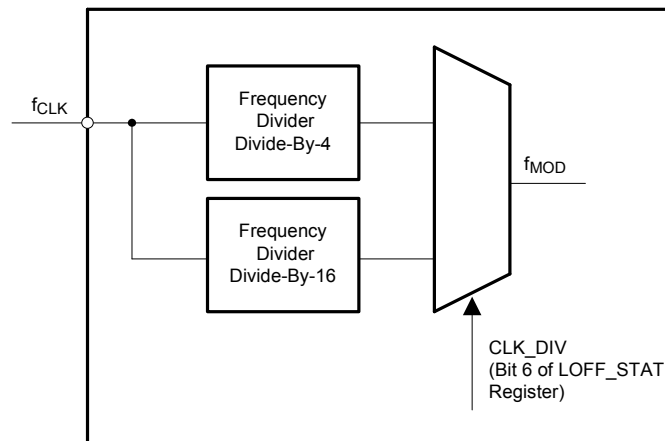 fCLK
Frequency
Divider
Divide-By-4
fMOD
Frequency
Divider
Divide-By-16
CLK_DIV
(Bit 6 of LOFF_STAT
Register)